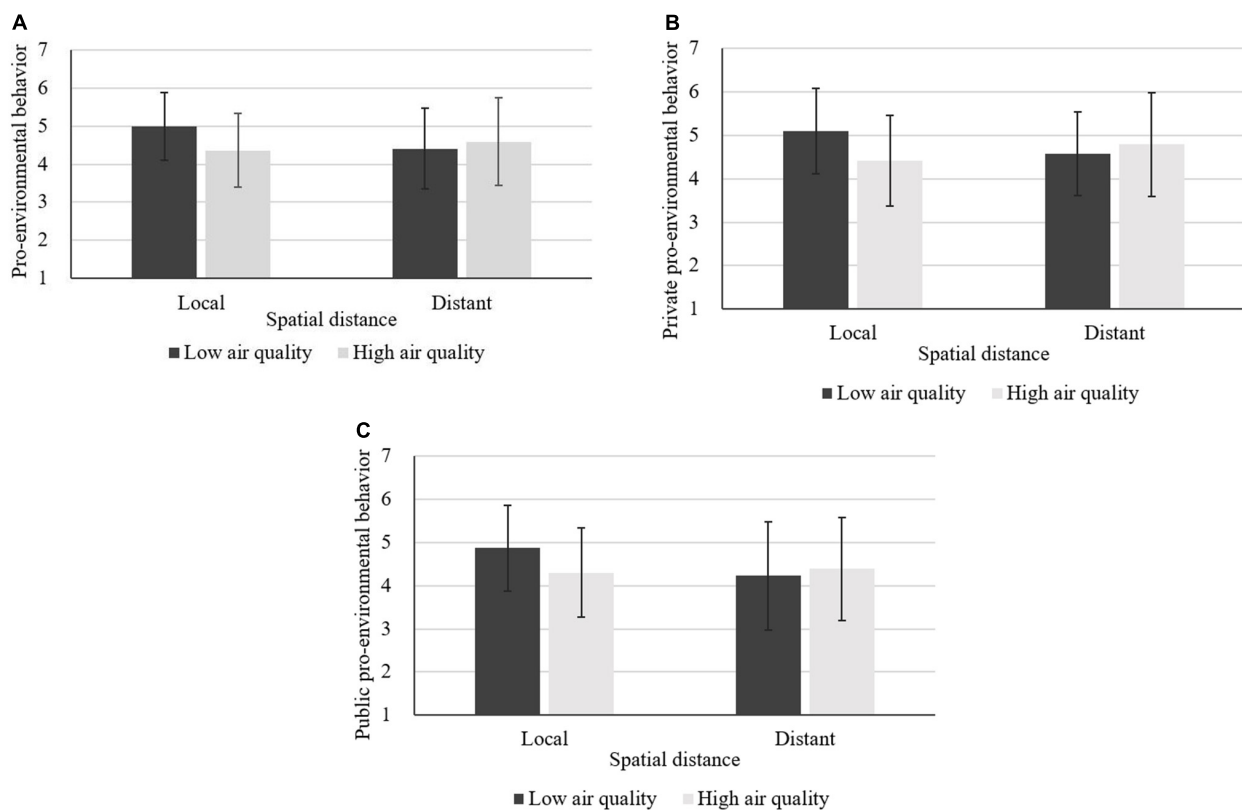 A
Pro-environmental behavior
7
6
5
4
3
2
1
Local
Distant
Spatial distance
Low air quality High air quality
B
Private pro-environmental behavior
7
6
5
4
3
2
1
Local
Distant
Spatial distance
Low air quality High air quality
C
Public pro-environmental behavior
7
6
5
4
3
2
1
Local
Distant
Spatial distance
Low air quality High air quality